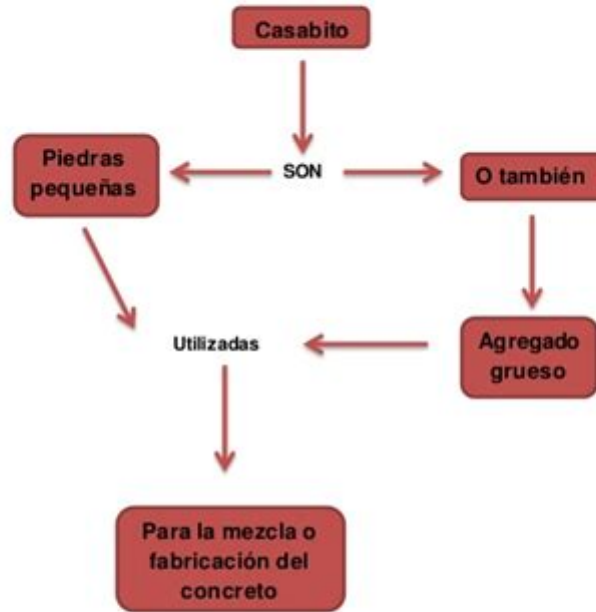 Casabito
SON
Piedras
pequeñas
O también
Utilizadas
Agregado
grueso
Para la mezcla o
fabricación del
concreto